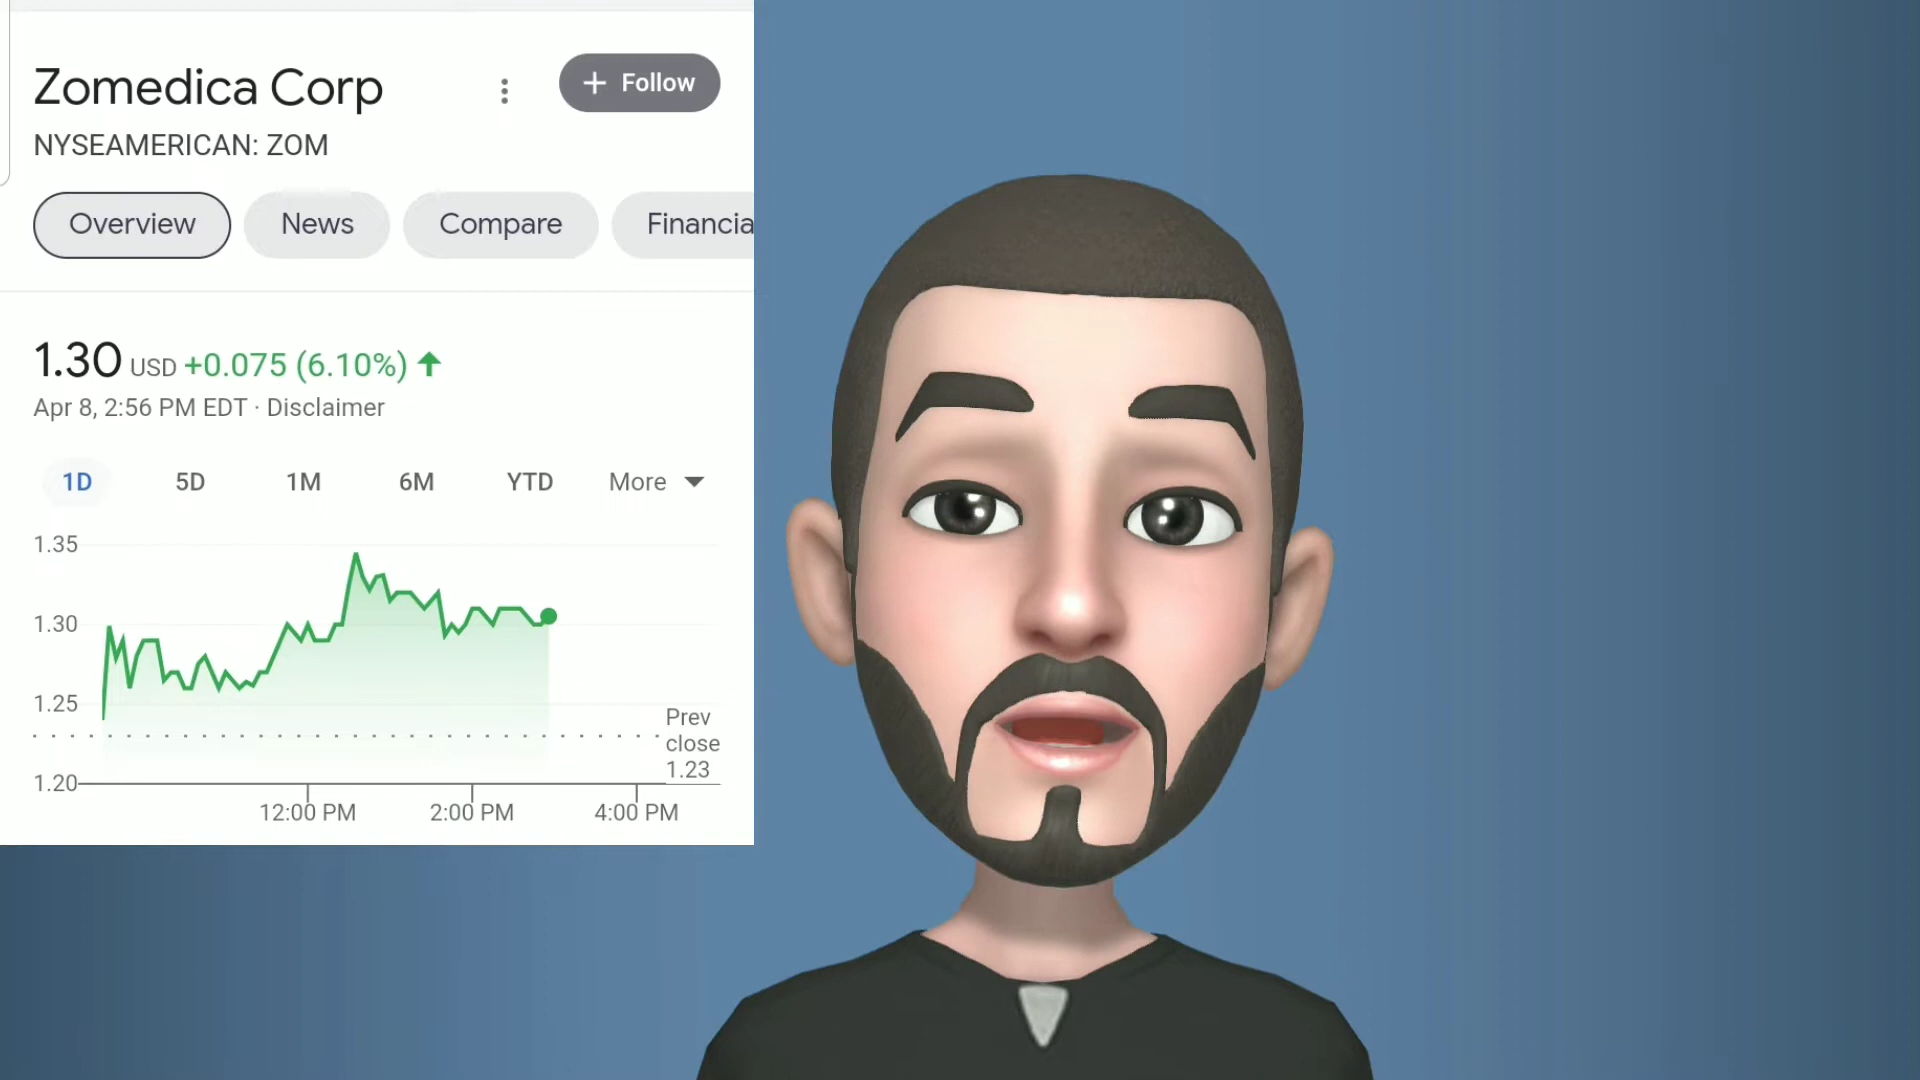 Zomedica Corp
+ Follow
NYSEAMERICAN: ZOM
Overview News Compare Financia
1.30 USD +0.075 (6.10%)
Apr 8, 2:56 PM EDT · Disclaimer
1D 5D 1M 6M YTD More
1.35
1.30
1.25
Prev
close
1.23
1.20
12:00 PM 2:00 PM 4:00 PM